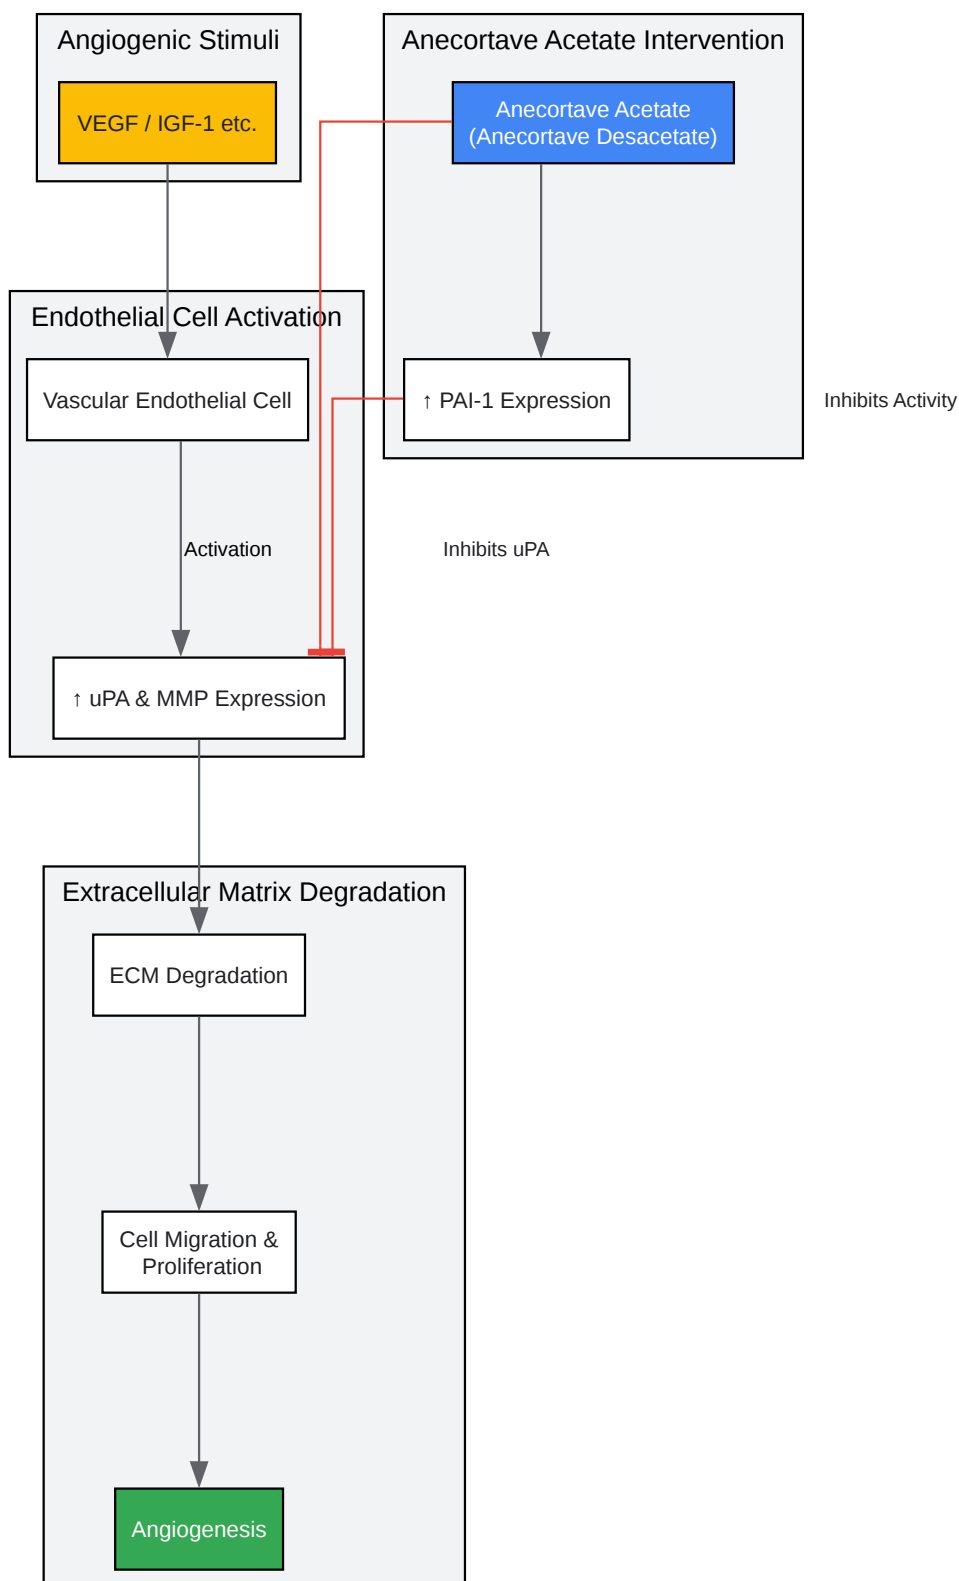 Angiogenic Stimuli
VEGF / IGF-1 etc.
Anecortave Acetate Intervention
Anecortave Acetate
(Anecortave Desacetate)
↑ PAI-1 Expression
Inhibits Activity
Endothelial Cell Activation
Vascular Endothelial Cell
Activation
Inhibits uPA
↑ uPA & MMP Expression
Extracellular Matrix Degradation
ECM Degradation
Cell Migration &
Proliferation
Angiogenesis